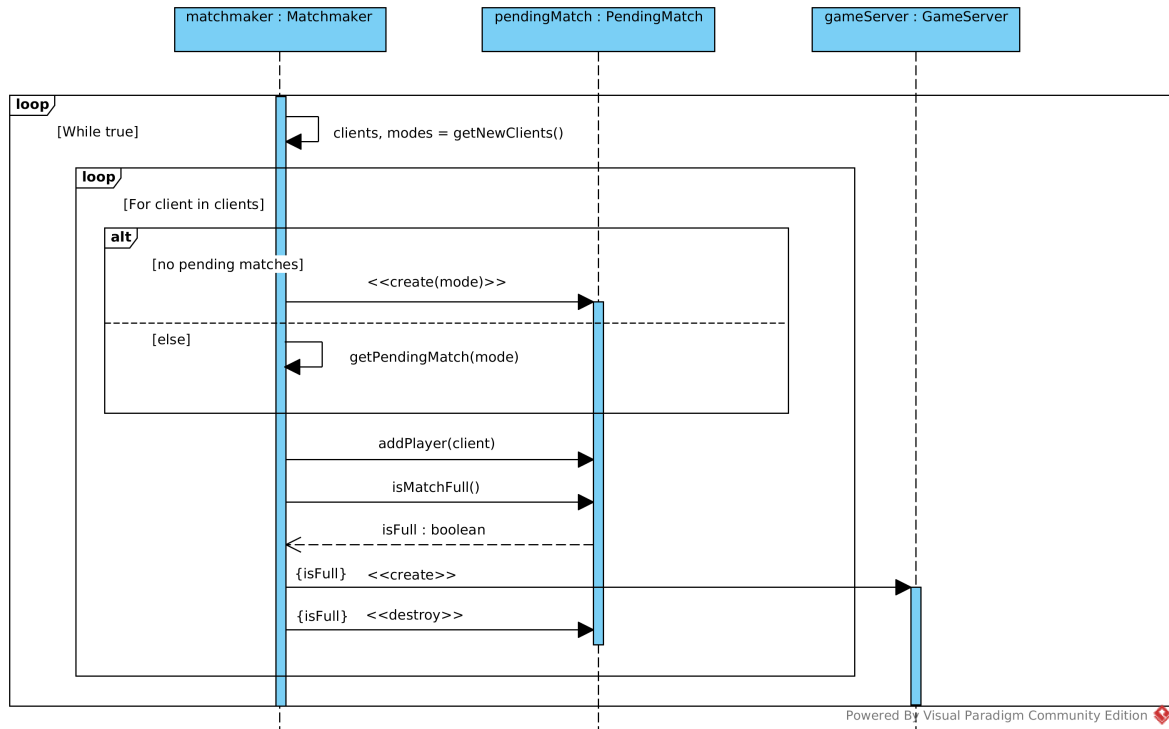 matchmaker : Matchmaker
pendingMatch : PendingMatch
gameServer : GameServer
loop
[While true]
clients, modes = getNewClients()
loop
[For client in clients]
alt
[no pending matches]
<<create(mode)>>
[else]
getPendingMatch(mode)
addPlayer(client)
isMatchFull()
isFull : boolean
{isFull} <<create>>
{isFull} <<destroy>>
Powered By Visual Paradigm Community Edition